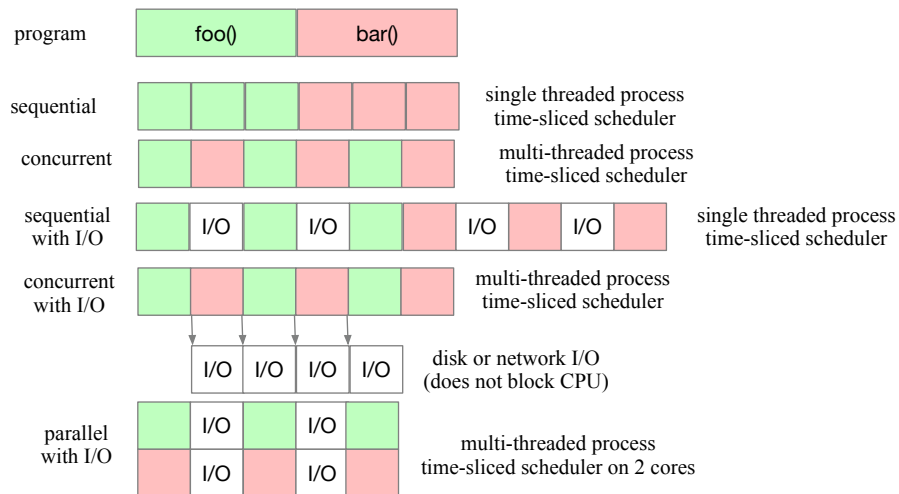 program
foo()
bar()
sequential
single threaded process
time-sliced scheduler
concurrent
multi-threaded process
time-sliced scheduler
sequential
with I/O
I/O
I/O
I/O
I/O
single threaded process
time-sliced scheduler
concurrent
with I/O
multi-threaded process
time-sliced scheduler
I/O
I/O
I/O
I/O
disk or network I/O
(does not block CPU)
parallel
with I/O
I/O
I/O
I/O
I/O
multi-threaded process
time-sliced scheduler on 2 cores